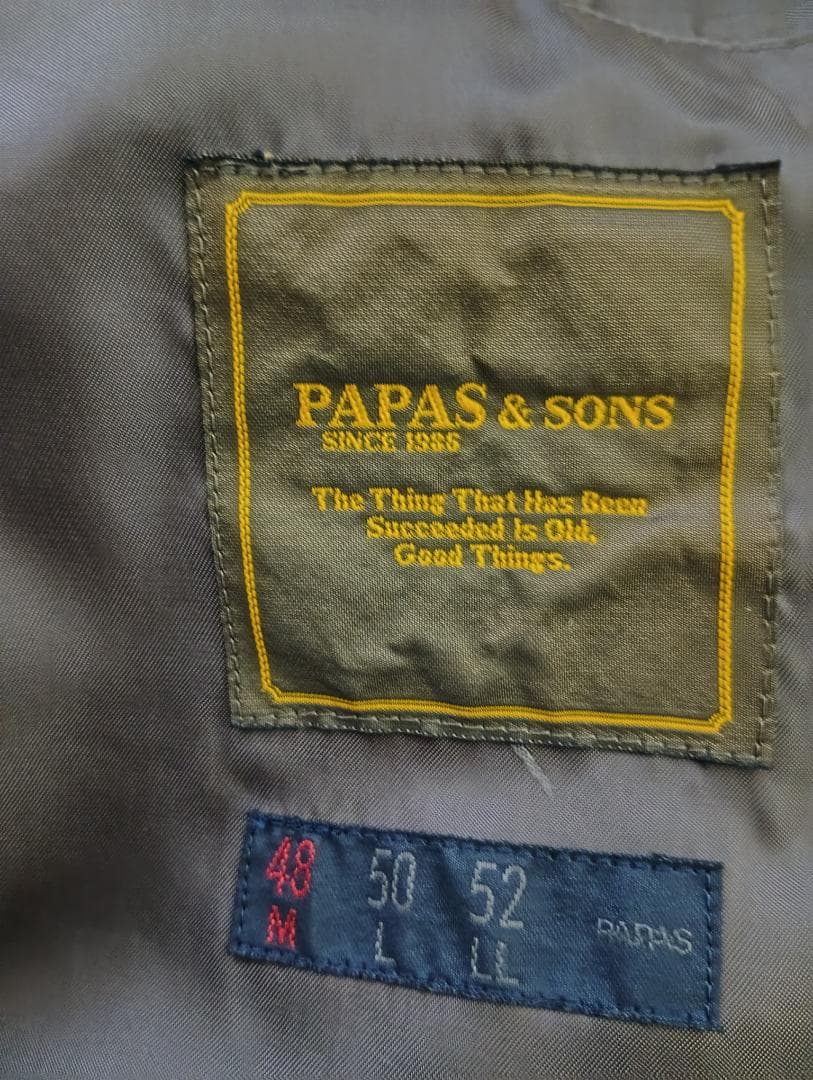 PAPAS & SONS
SINCE 1986
The Thing That Has Been
Succeeded Is Old,
Good Things.
48 50 52 PAPAS
M L LL